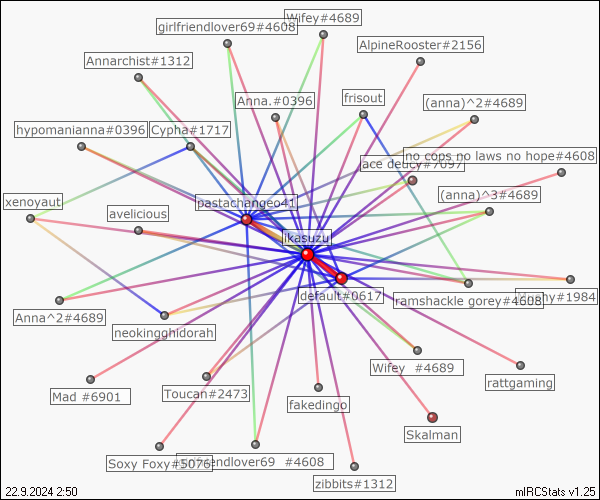 Wifey#4689
girlfriendlover69#4608
AlpineRooster#2156
Annarchist#1312
Anna.#0396
frisout
(anna)^2#4689
hypomanianna#0396
Cypha#1717
no cops no laws no hope#4608
ace deucy#7097
(anna)^3#4689
xenoyaut
pastachangeo41
avelicious
ikasuzu
default#0617
ramshackle gorey#4608
#1984
Anna^2#4689
neokingghidorah
Wifey #4689
rattgaming
Mad #6901
Toucan#2473
fakedingo
Skalman
Soxy Foxy#5076
endlover69 #4608
zibbits#1312
22.9.2024 2:50
mIRCStats v1.25